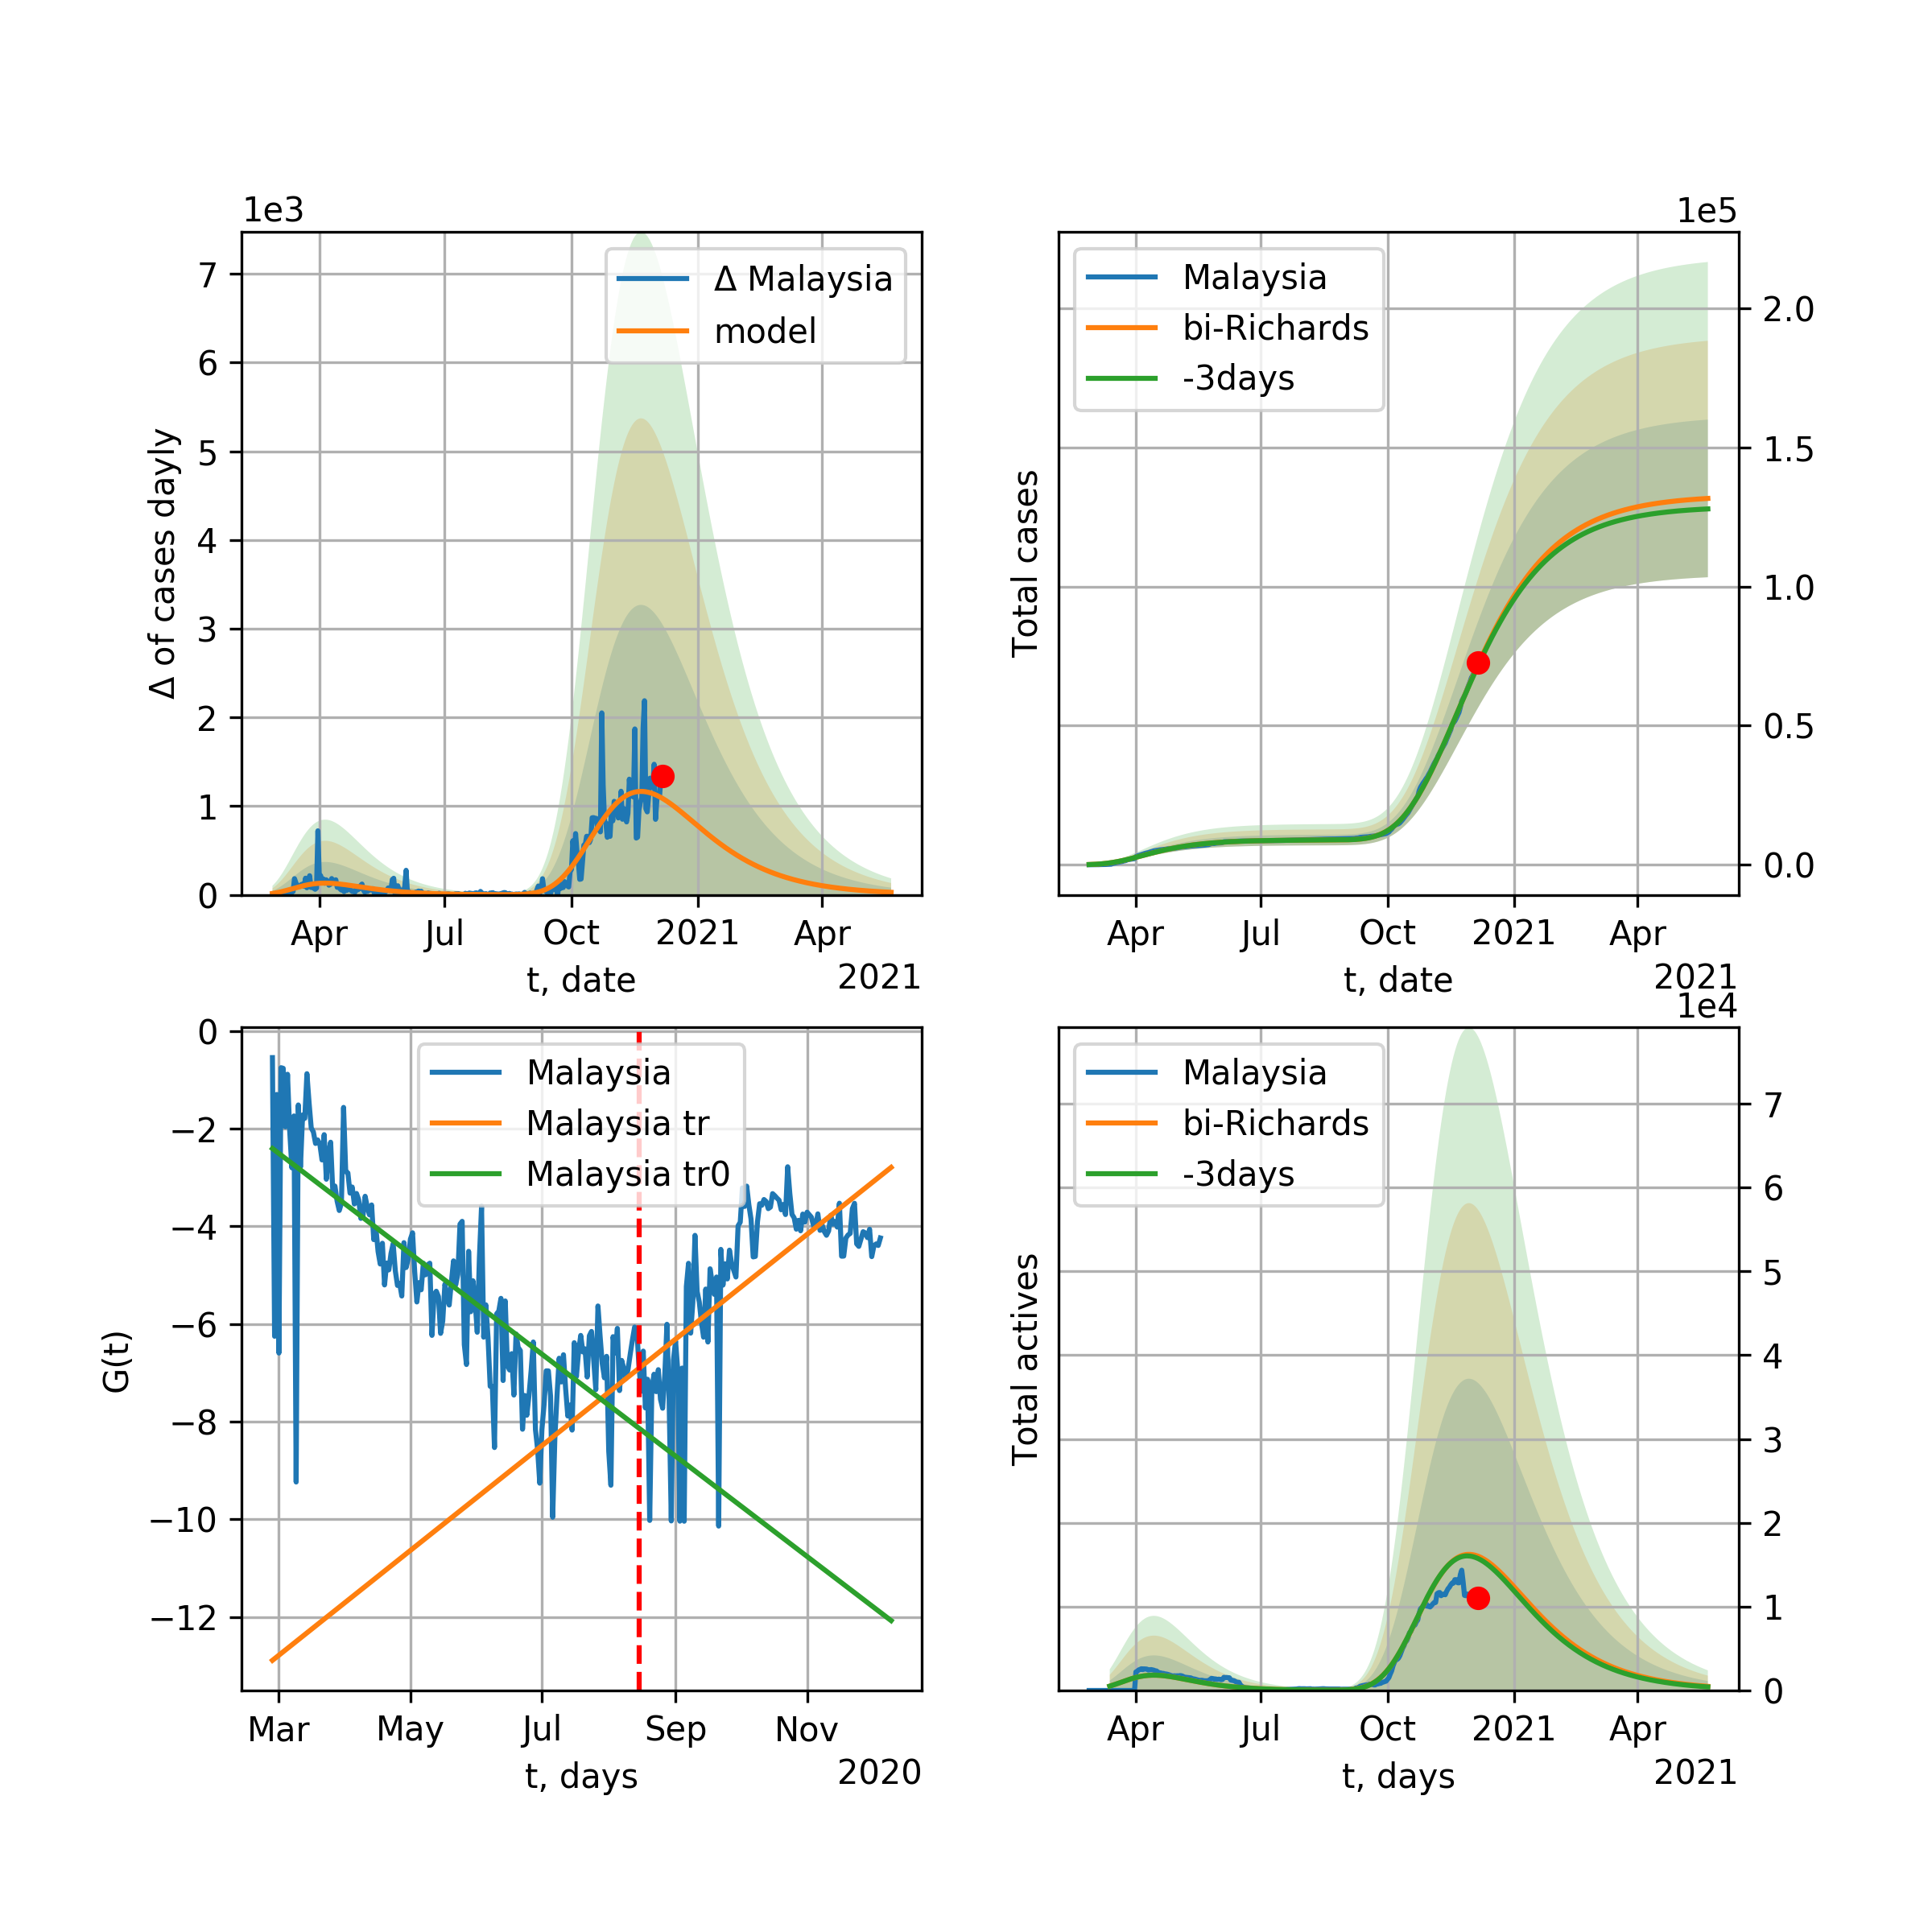 1e3
Δ of cases dayly
7
6
5
4
3
2
1
0
Δ Malaysia
model
Apr
Jul
Oct
2021
Apr
t, date
2021
1e5
Total cases
Malaysia
bi-Richards
-3days
2.0
1.5
1.0
0.5
0.0
Apr
Jul
Oct
2021
Apr
t, date
2021
G(t)
0
−2
−4
−6
−8
−10
−12
Malaysia
Malaysia tr
Malaysia tr0
Mar
May
Jul
Sep
Nov
t, days
2020
1e4
Total actives
Malaysia
bi-Richards
-3days
7
6
5
4
3
2
1
0
Apr
Jul
Oct
2021
Apr
t, days
2021